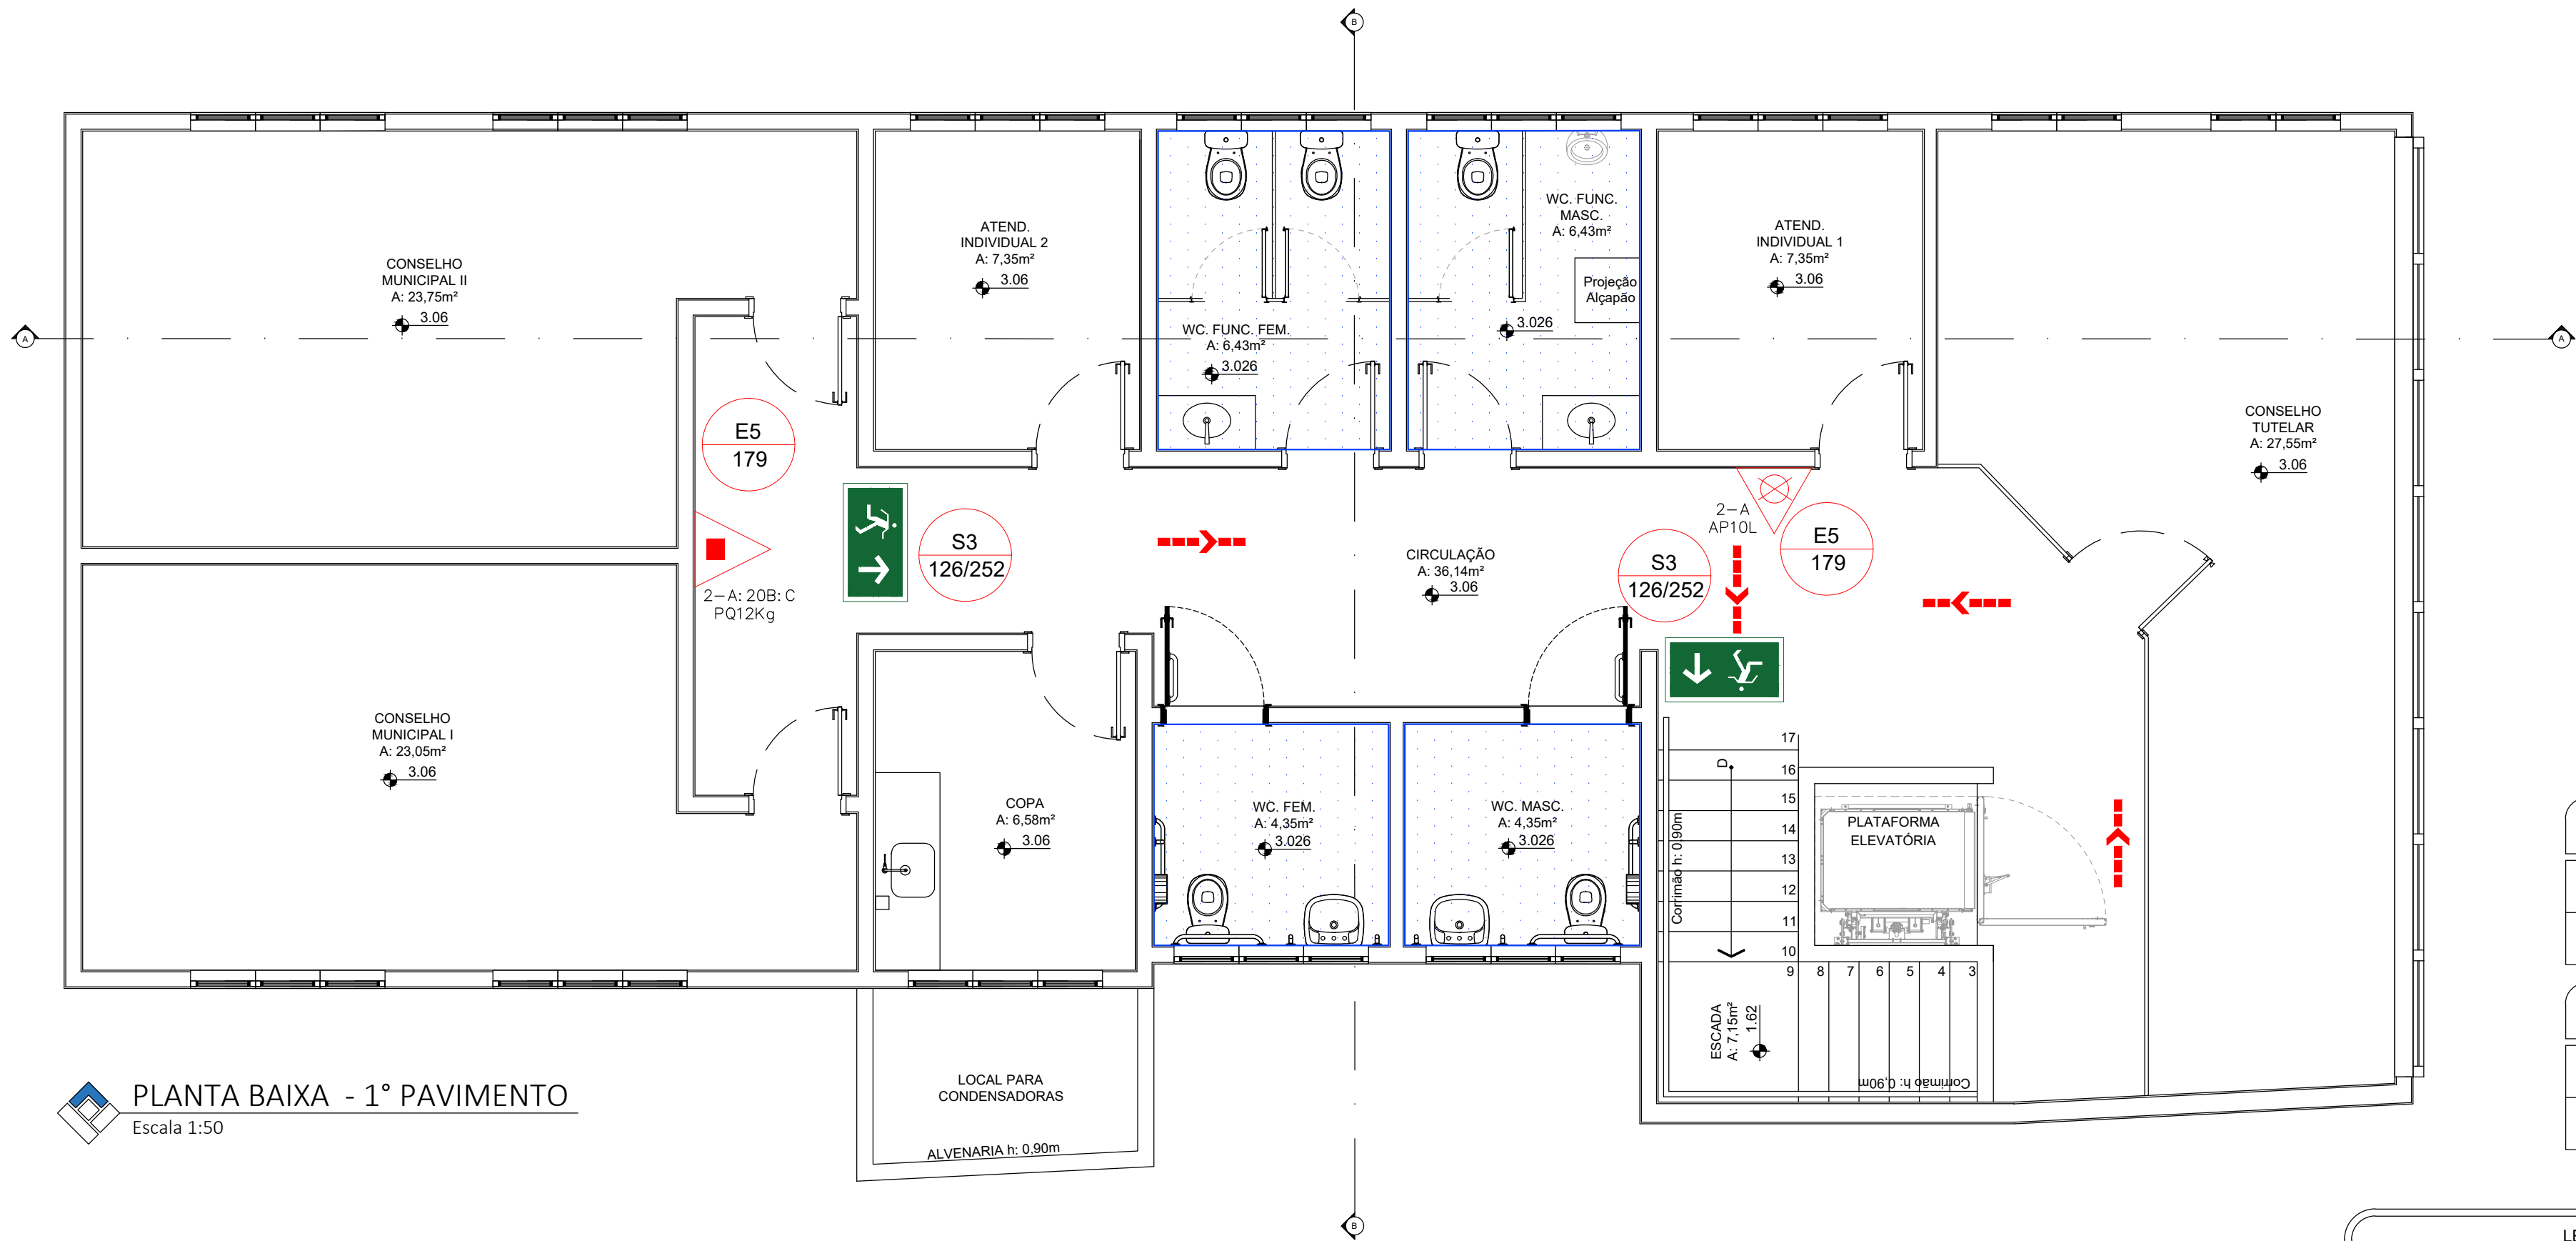 B
CONSELHO
MUNICIPAL II
A: 23,75m²
3.06
ATEND.
INDIVIDUAL 2
A: 7,35m²
3.06
WC. FUNC. FEM.
A: 6,43m²
3.026
WC. FUNC.
MASC.
A: 6,43m²
Projeção
Alçapão
3.026
ATEND.
INDIVIDUAL 1
A: 7,35m²
3.06
A
A
CONSELHO
TUTELAR
A: 27,55m²
3.06
E5
179
2-A: 20B: C
PQ12Kg
S3
126/252
CIRCULAÇÃO
A: 36,14m²
3.06
2-A
AP10L
S3
126/252
E5
179
CONSELHO
MUNICIPAL I
A: 23,05m²
3.06
COPA
A: 6,58m²
3.06
WC. FEM.
A: 4,35m²
3.026
WC. MASC.
A: 4,35m²
3.026
D
Corrimão h: 0,90m
17
16
15
14
13
12
11
10
9 8 7 6 5 4 3
PLATAFORMA
ELEVATÓRIA
ESCADA
A: 7,15m²
1.62
Corrimão h: 0,90m
LOCAL PARA
CONDENSADORAS
ALVENARIA h: 0,90m
PLANTA BAIXA - 1° PAVIMENTO
Escala 1:50
B